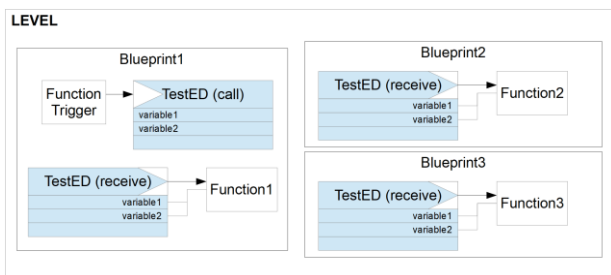 LEVEL
Blueprint1
Function
Trigger
TestED (call)
variable1
variable2
TestED (receive)
variable1
variable2
Function1
Blueprint2
TestED (receive)
variable1
variable2
Function2
Blueprint3
TestED (receive)
variable1
variable2
Function3